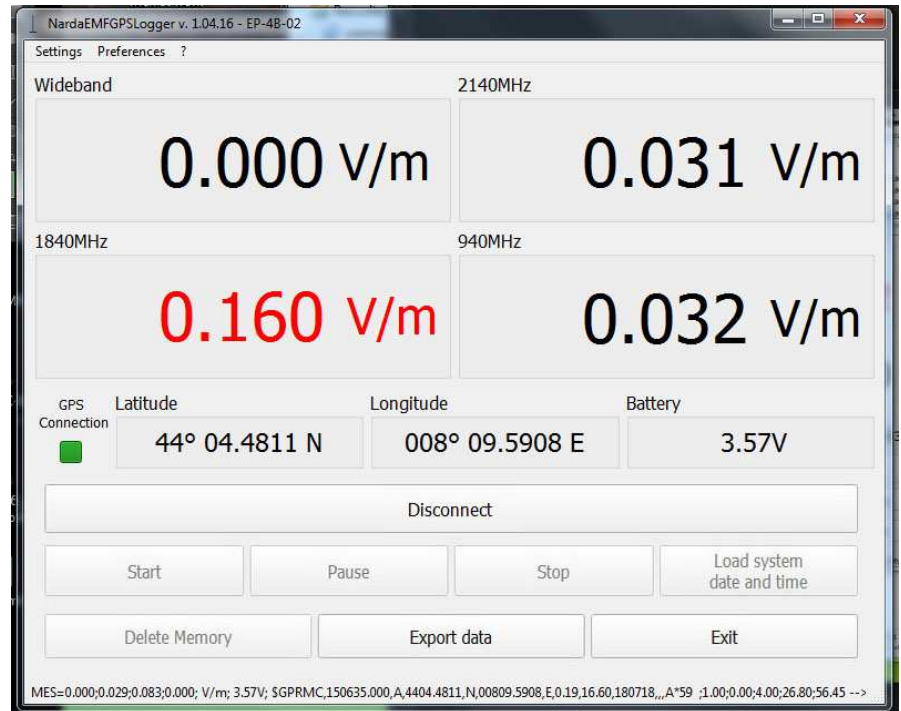 NardaEMFGPSLogger v. 1.04.16 - EP-4B-02
Settings Preferences ?
Wideband
2140MHz
0.000 V/m
0.031 V/m
1840MHz
940MHz
0.160 V/m
0.032 V/m
GPS Connection
Latitude
Longitude
Battery
44° 04.4811 N
008° 09.5908 E
3.57V
Disconnect
Start
Pause
Stop
Load system
date and time
Delete Memory
Export data
Exit
MES=0.000;0.029;0.083;0.000; V/m; 3.57V; $GPRMC,150635.000,A,4404.4811,N,00809.5908,E,0.19,16.60,180718,,,A*59 ;1.00;0.00;4.00;26.80;56.45 -->